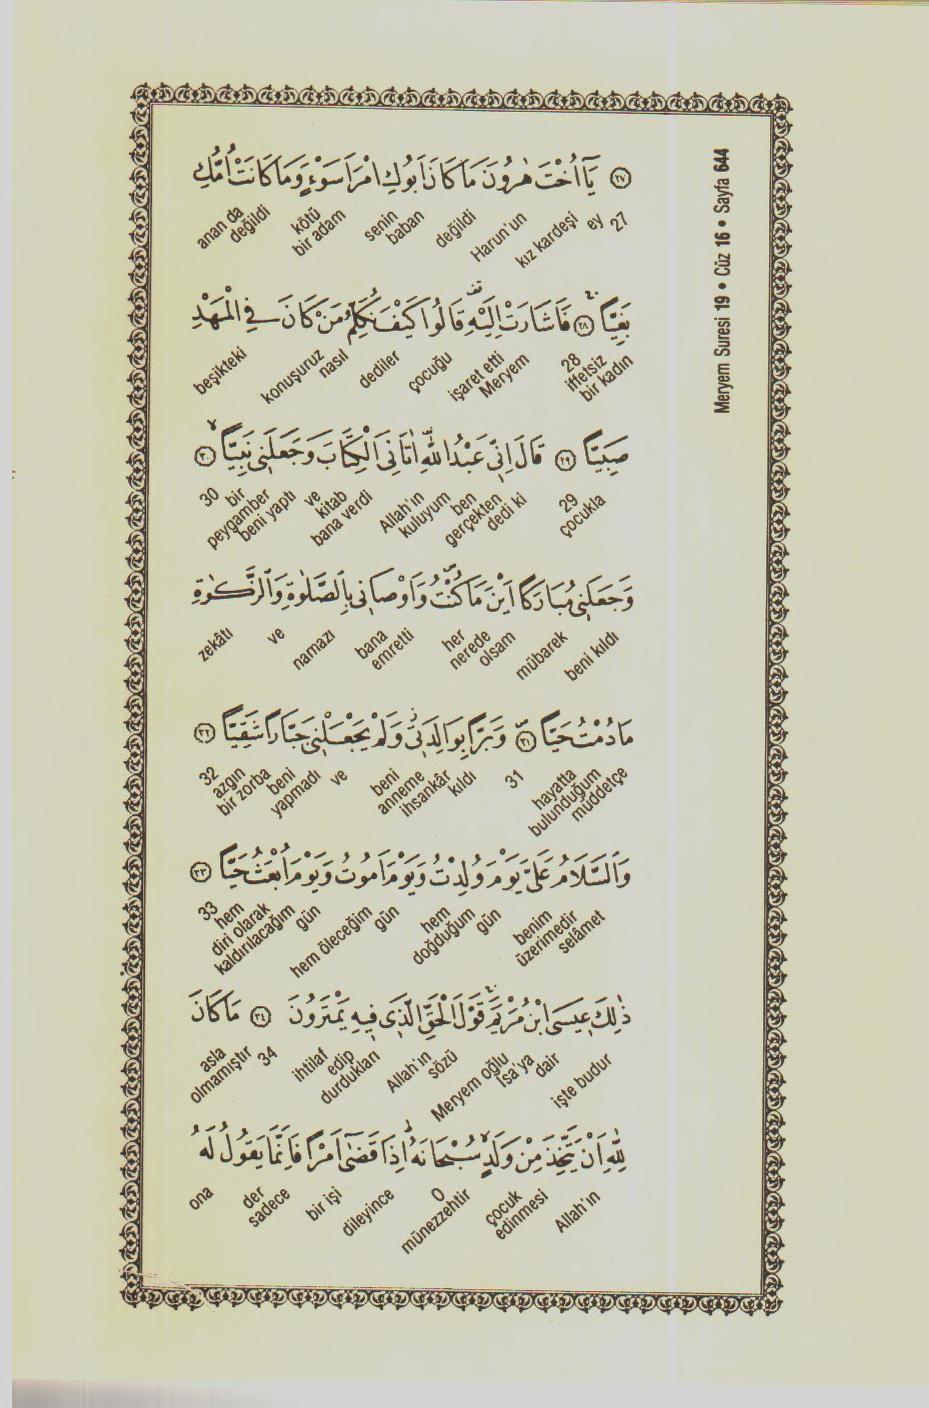 Meryem Suresi 19 • Cüz 16 • Sayfa 644
٢٧ يَٓا اُخْتَ هٰرُونَ مَا كَانَ اَبُوكِ امْرَاَ سَوْءٍ وَمَا كَانَتْ اُمُّكِ
27 ey kız kardeşi Harun'un değildi senin baban kötü bir adam anan da değildi
بَغِيًّاۚ ٢٨ فَاَشَارَتْ اِلَيْهِ قَالُوا كَيْفَ نُكَلِّمُ مَنْ كَانَ فِي الْمَهْدِ
iffetsiz bir kadın 28 işaret etti Meryem çocuğu dediler nasıl konuşuruz beşikteki
صَبِيًّا ٢٩ قَالَ اِنّ۪ي عَبْدُ اللّٰهِ اٰتَانِيَ الْكِتَابَ وَجَعَلَن۪ي نَبِيًّاۙ ٣٠
çocukla 29 dedi ki gerçekten ben Allah'ın kuluyum bana verdi kitab ve beni yaptı bir peygamber 30
وَجَعَلَن۪ي مُبَارَكًا اَيْنَ مَا كُنْتُۖ وَاَوْصَان۪ي بِالصَّلٰوةِ وَالزَّكٰوةِ
beni kıldı mübarek her nerede olsam bana emretti namazı ve zekâtı
مَا دُمْتُ حَيًّاۖ ٣١ وَبَرًّا بِوَالِدَت۪يۘ وَلَمْ يَجْعَلْن۪ي جَبَّارًا شَقِيًّا ٣٢
hayatta bulunduğum müddetçe 31 beni anneme ihsankâr kıldı ve beni yapmadı azgın bir zorba 32
وَالسَّلَامُ عَلَيَّ يَوْمَ وُلِدْتُ وَيَوْمَ اَمُوتُ وَيَوْمَ اُبْعَثُ حَيًّا ٣٣
benim üzerimedir selâmet gün hem doğduğum gün hem öleceğim gün hem diri olarak kaldırılacağım 33
ذٰلِكَ ع۪يسَى ابْنُ مَرْيَمَۚ قَوْلَ الْحَقِّ الَّذ۪ي ف۪يهِ يَمْتَرُونَ ٣٤ مَا كَانَ
işte budur dair Meryem oğlu İsa'ya sözü Allah'ın ihtilaf edip durdukları 34 asla olmamıştır
لِلّٰهِ اَنْ يَتَّخِذَ مِنْ وَلَدٍۙ سُبْحَانَهُۜ اِذَا قَضٰٓى اَمْرًا فَاِنَّمَا يَقُولُ لَهُ
Allah'ın çocuk edinmesi O münezzehtir dileyince bir işi der sadece ona